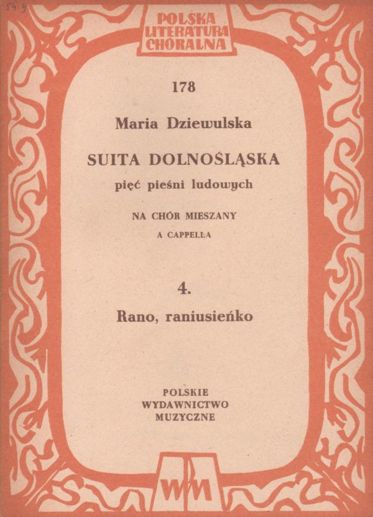 POLSKA
LITERATURA
CHÓRALNA
178
Maria Dziewulska
SUITA DOLNOŚLĄSKA
pięć pieśni ludowych
NA CHÓR MIESZANY
A CAPPELLA
4.
Rano, raniusieńko
POLSKIE
WYDAWNICTWO
MUZYCZNE
PWM